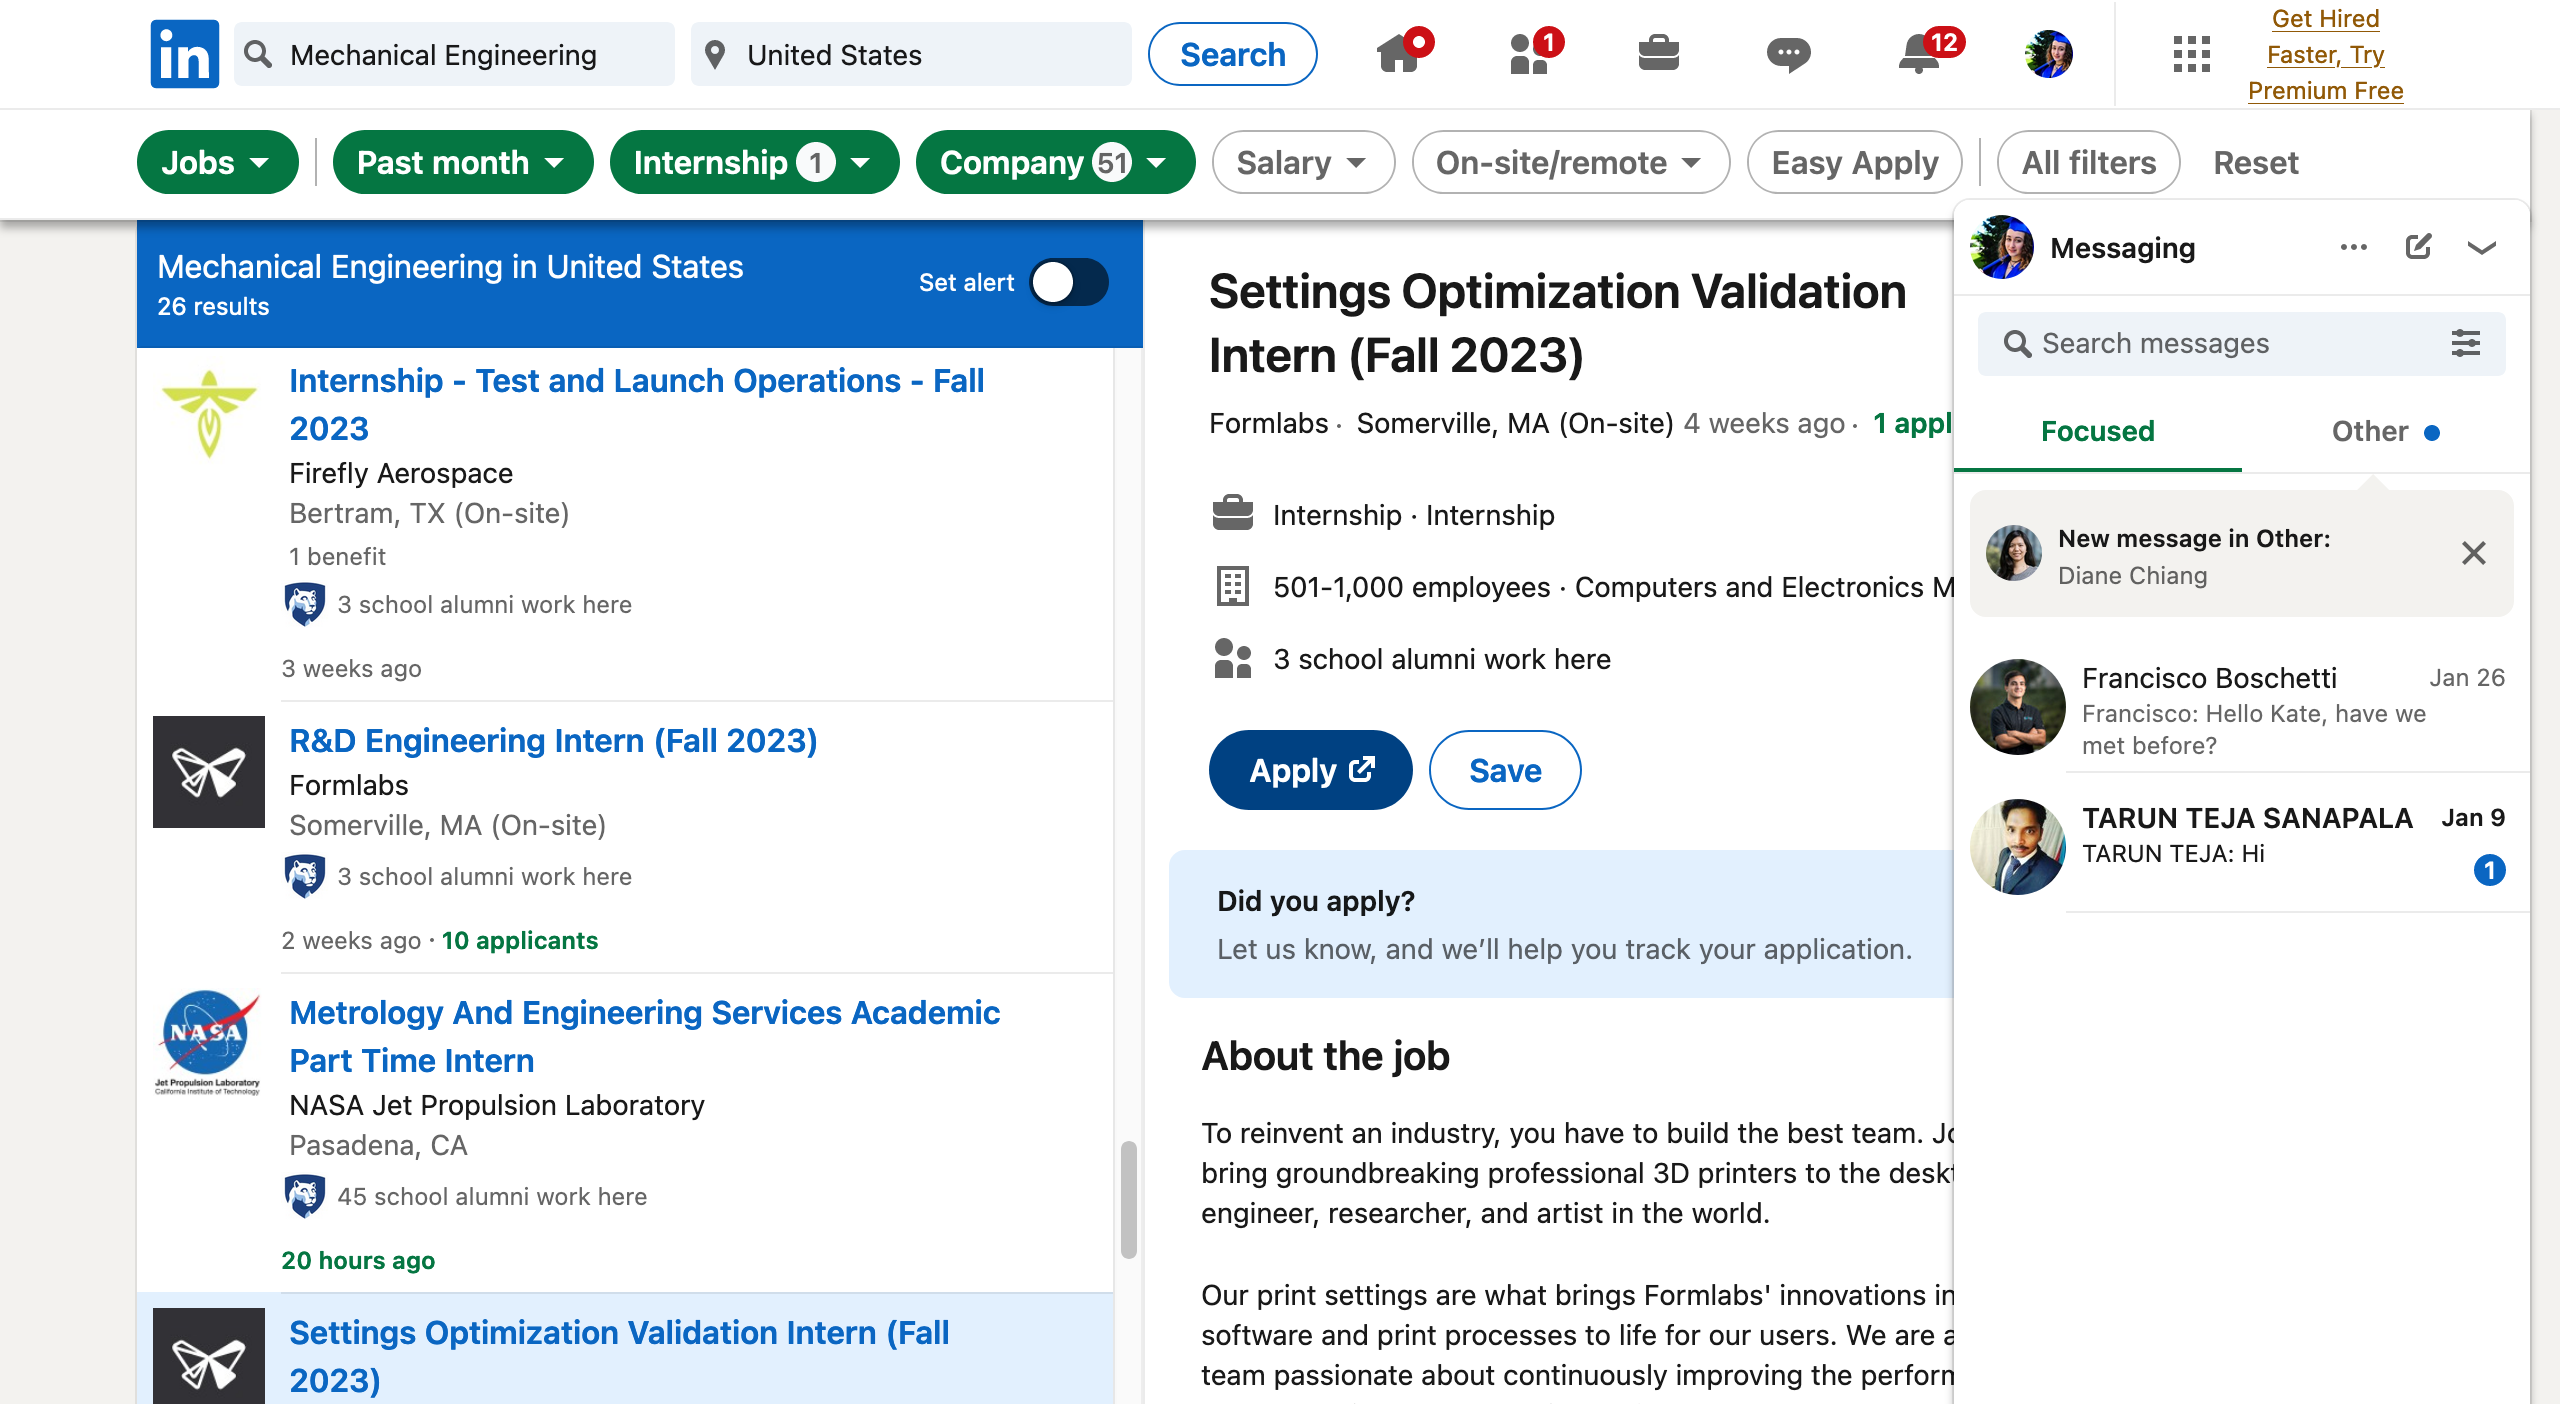 in
Mechanical Engineering
United States
Search
1
12
Get Hired
Faster, Try
Premium Free
Jobs
Past month
Internship 1
Company 51
Salary
On-site/remote
Easy Apply
All filters
Reset
Mechanical Engineering in United States
26 results
Set alert
Internship - Test and Launch Operations - Fall
2023
Firefly Aerospace
Bertram, TX (On-site)
1 benefit
3 school alumni work here
3 weeks ago
R&D Engineering Intern (Fall 2023)
Formlabs
Somerville, MA (On-site)
3 school alumni work here
2 weeks ago · 10 applicants
NASA
Jet Propulsion Laboratory
California Institute of Technology
Metrology And Engineering Services Academic
Part Time Intern
NASA Jet Propulsion Laboratory
Pasadena, CA
45 school alumni work here
20 hours ago
Settings Optimization Validation Intern (Fall
2023)
Settings Optimization Validation
Intern (Fall 2023)
Formlabs · Somerville, MA (On-site) 4 weeks ago · 1 appl
Internship · Internship
501-1,000 employees · Computers and Electronics M
3 school alumni work here
Apply
Save
Did you apply?
Let us know, and we’ll help you track your application.
About the job
To reinvent an industry, you have to build the best team. Jo
bring groundbreaking professional 3D printers to the deskt
engineer, researcher, and artist in the world.
Our print settings are what brings Formlabs' innovations in
software and print processes to life for our users. We are a
team passionate about continuously improving the perform
Messaging
Search messages
Focused
Other
New message in Other:
Diane Chiang
Francisco Boschetti
Jan 26
Francisco: Hello Kate, have we
met before?
TARUN TEJA SANAPALA
Jan 9
TARUN TEJA: Hi
1